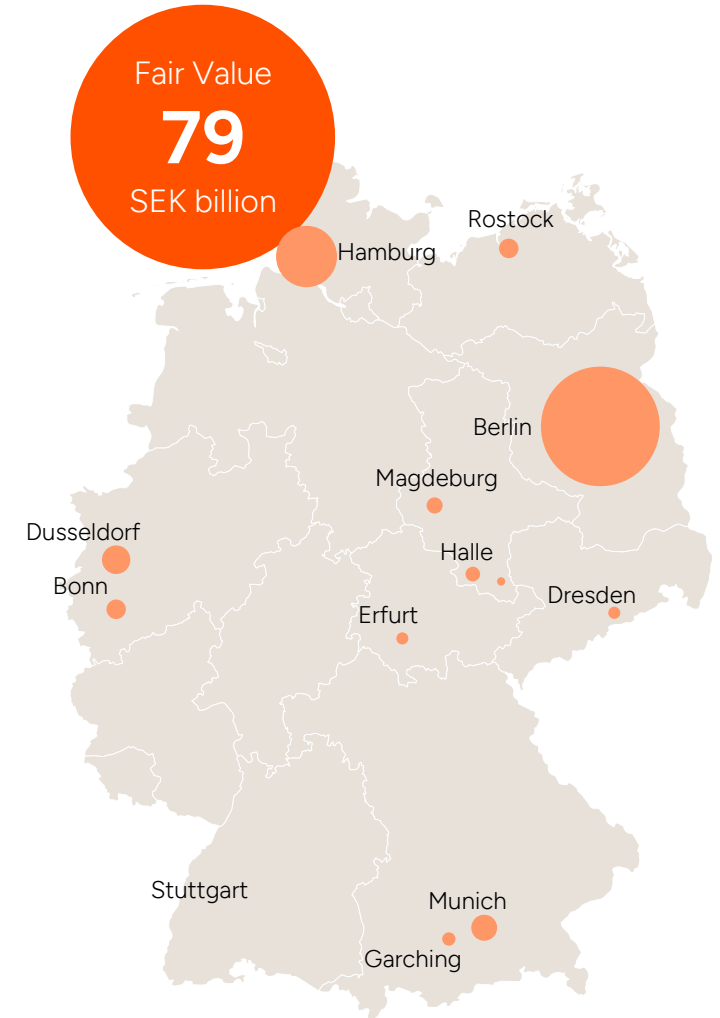 Fair Value
79
SEK billion
Rostock
Hamburg
Berlin
Magdeburg
Dusseldorf
Halle
Bonn
Dresden
Erfurt
Stuttgart
Munich
Garching